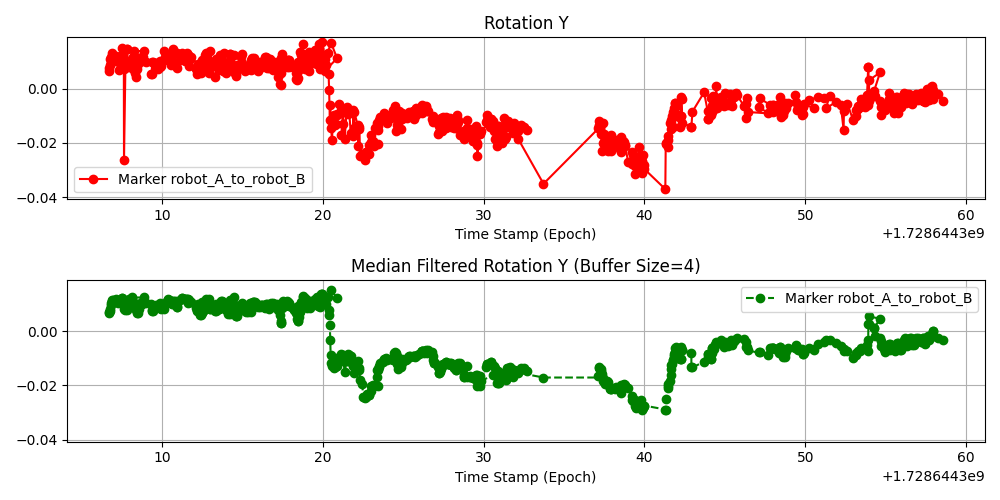 Rotation Y
0.00
−0.02
−0.04
Marker robot_A_to_robot_B
10 20 30 40 50 60
Time Stamp (Epoch)
+1.7286443e9
Median Filtered Rotation Y (Buffer Size=4)
Marker robot_A_to_robot_B
0.00
−0.02
−0.04
10 20 30 40 50 60
Time Stamp (Epoch)
+1.7286443e9